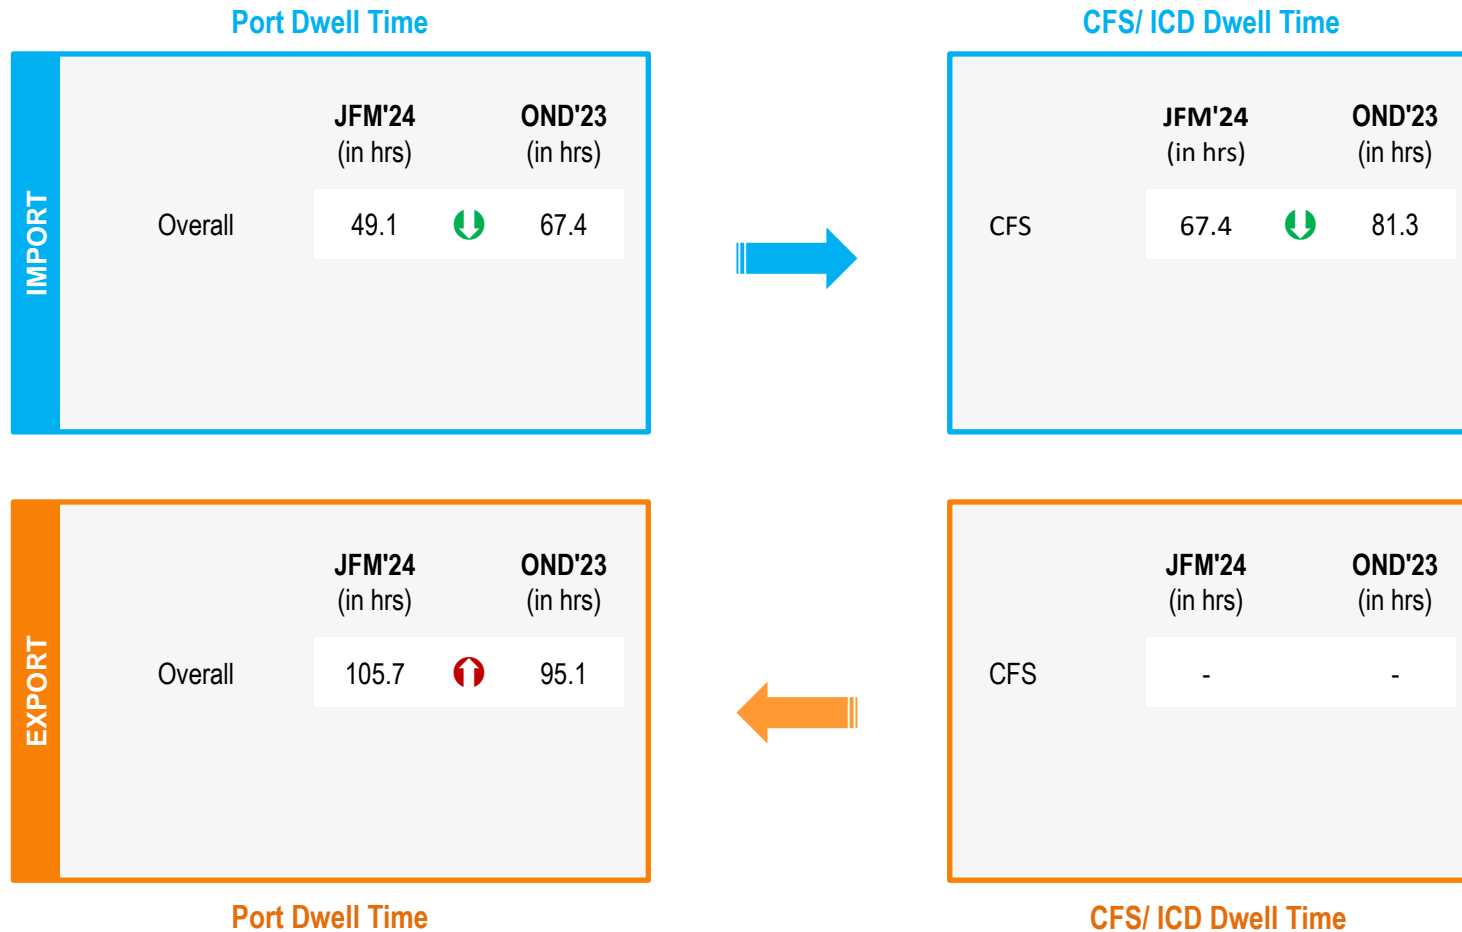 Port Dwell Time
CFS/ ICD Dwell Time
IMPORT
JFM'24 OND'23
(in hrs) (in hrs)
Overall 49.1 67.4
JFM'24 OND'23
(in hrs) (in hrs)
CFS 67.4 81.3
EXPORT
JFM'24 OND'23
(in hrs) (in hrs)
Overall 105.7 95.1
JFM'24 OND'23
(in hrs) (in hrs)
CFS - -
Port Dwell Time
CFS/ ICD Dwell Time